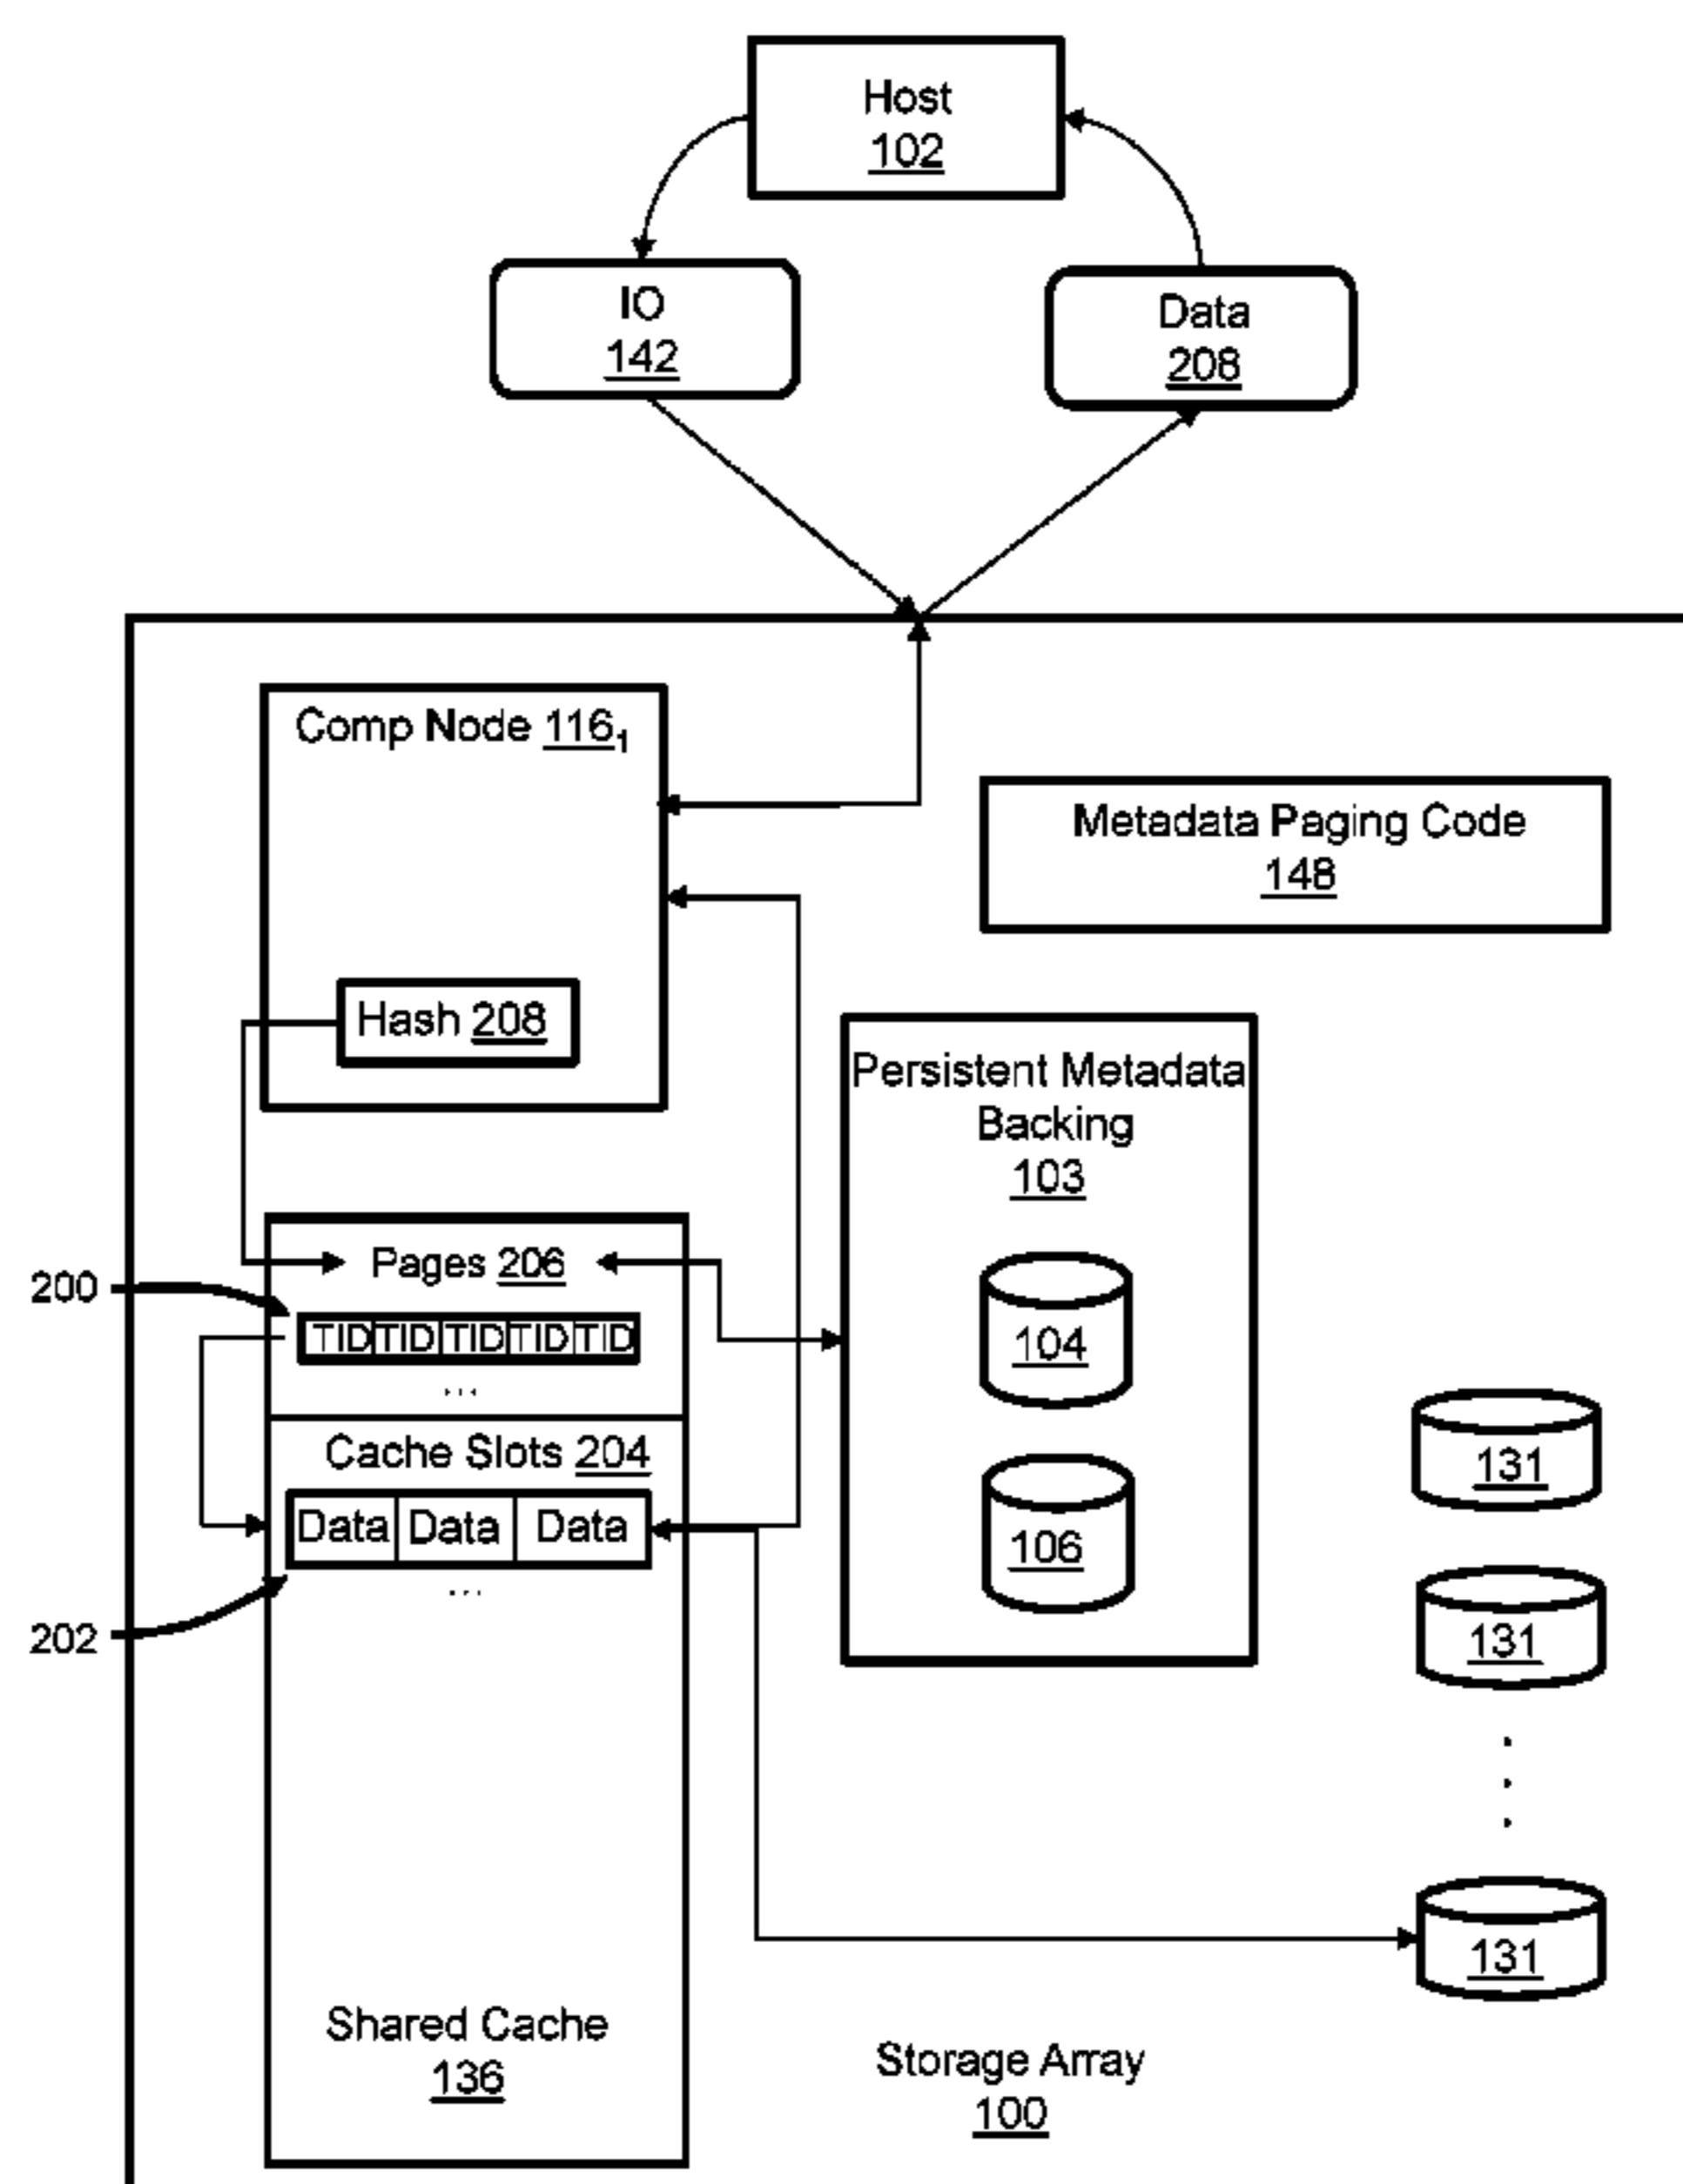 Host
102
IO
142
Data
208
Comp Node 116₁
Metadata Paging Code
148
Hash 208
Persistent Metadata
Backing
103
Pages 206
200
TID TID TID TID TID
...
104
Cache Slots 204
131
Data Data Data
...
106
202
131
131
Shared Cache
136
Storage Array
100